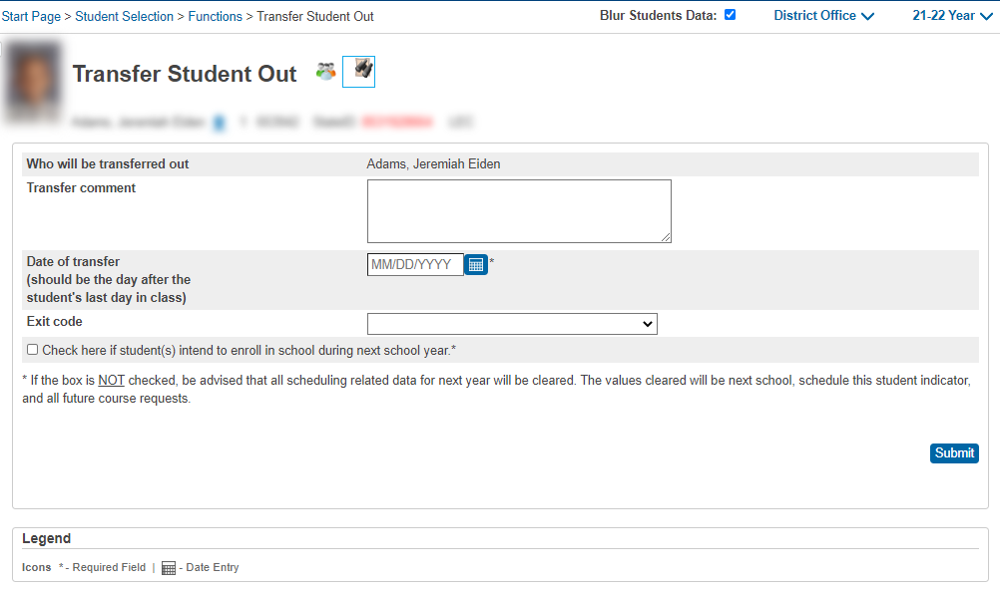 Start Page > Student Selection > Functions > Transfer Student Out
Blur Students Data:
District Office
21-22 Year
Transfer Student Out
Who will be transferred out
Adams, Jeremiah Eiden
Transfer comment
Date of transfer
(should be the day after the
student's last day in class)
MM/DD/YYYY
*
Exit code
Check here if student(s) intend to enroll in school during next school year.*
* If the box is NOT checked, be advised that all scheduling related data for next year will be cleared. The values cleared will be next school, schedule this student indicator,
and all future course requests.
Submit
Legend
Icons * - Required Field | - Date Entry